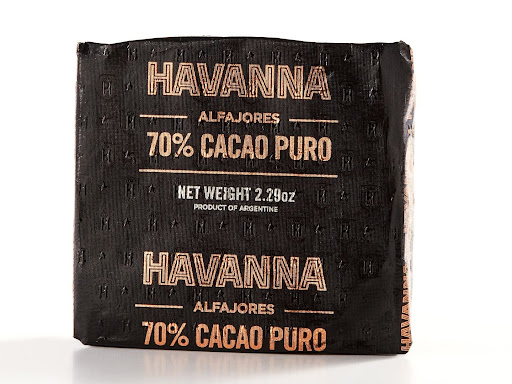 HAVANNA
ALFAJORES
70% CACAO PURO
NET WEIGHT 2.29oz
PRODUCT OF ARGENTINE
HAVANNA
ALFAJORES
70% CACAO PURO
HAVANNA